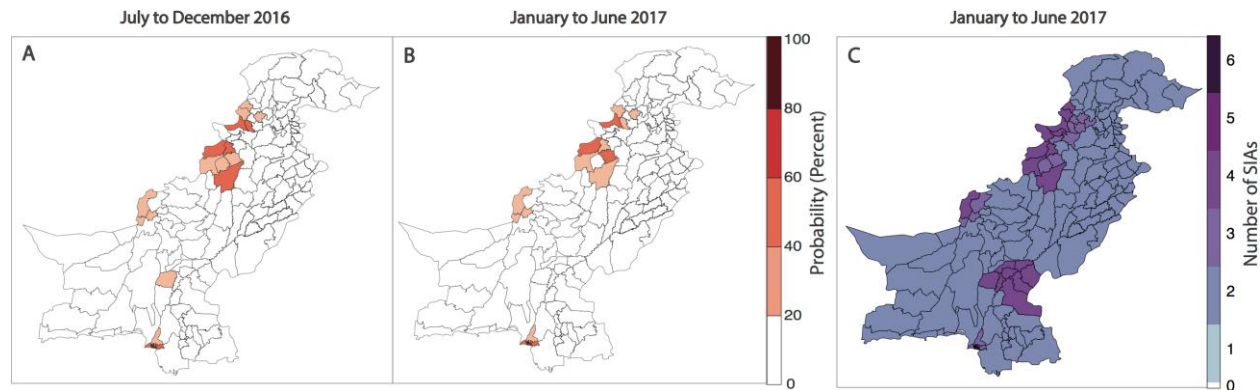 July to December 2016
January to June 2017
January to June 2017
A
B
C
100
80
60
40
20
0
Probability (Percent)
6
5
4
3
2
1
0
Number of SIAs